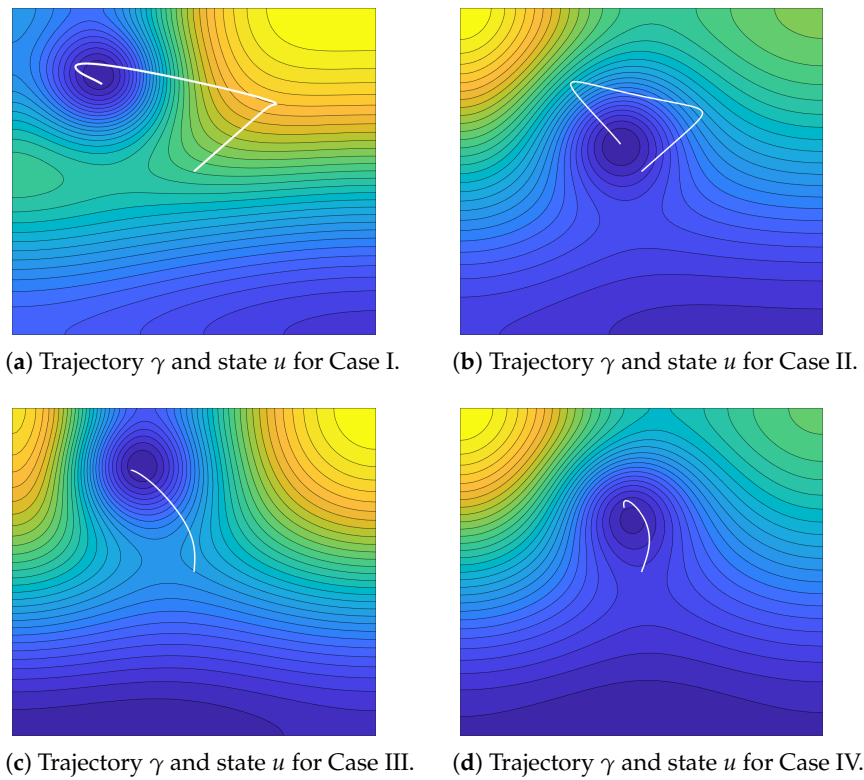 (a) Trajectory γ and state u for Case I.
(b) Trajectory γ and state u for Case II.
(c) Trajectory γ and state u for Case III.
(d) Trajectory γ and state u for Case IV.